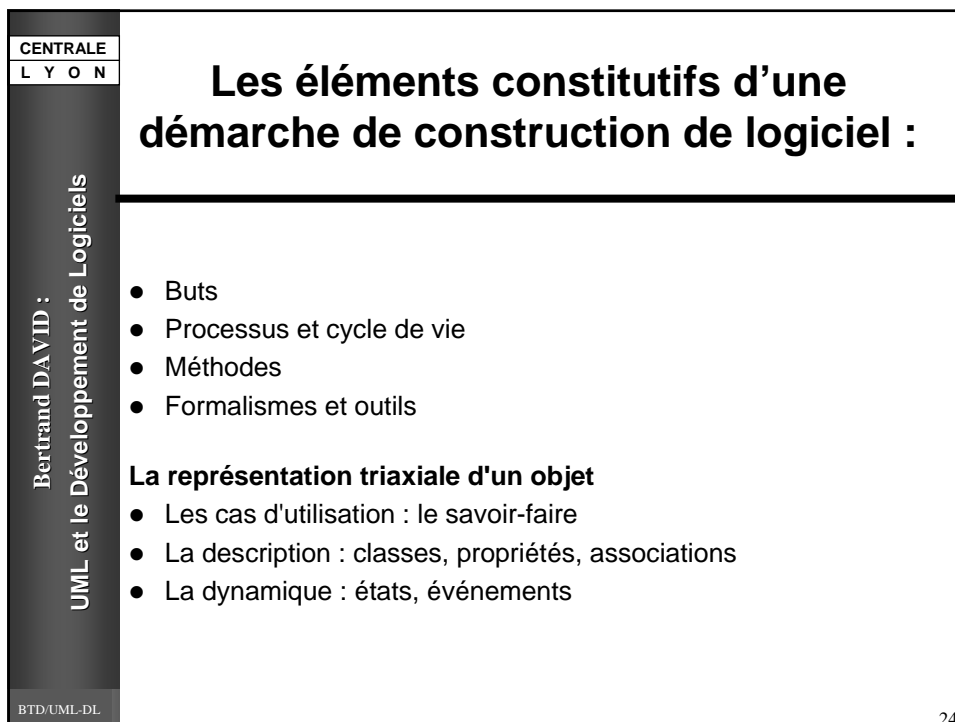 CENTRALE
L Y O N
Bertrand DAVID :
UML et le Développement de Logiciels
Les éléments constitutifs d’une
démarche de construction de logiciel :
● Buts
● Processus et cycle de vie
● Méthodes
● Formalismes et outils
La représentation triaxiale d'un objet
● Les cas d'utilisation : le savoir-faire
● La description : classes, propriétés, associations
● La dynamique : états, événements
BTD/UML-DL
24